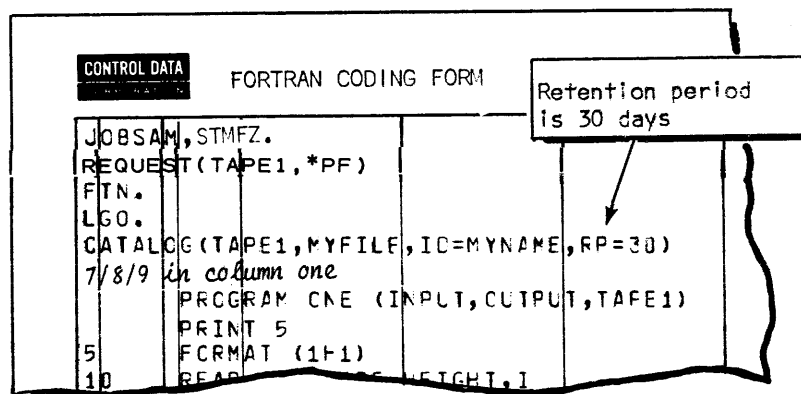 CONTROL DATA
FORTRAN CODING FORM
Retention period
is 30 days
JOBSAM,STMFZ.
REQUEST(TAPE1,*PF)
FTN.
LGO.
CATALOG(TAPE1,MYFILE,ID=MYNAME,RP=30)
7/8/9 in column one
PROGRAM ONE (INPUT,OUTPUT,TAPE1)
PRINT 5
5 FORMAT (1H1)
10